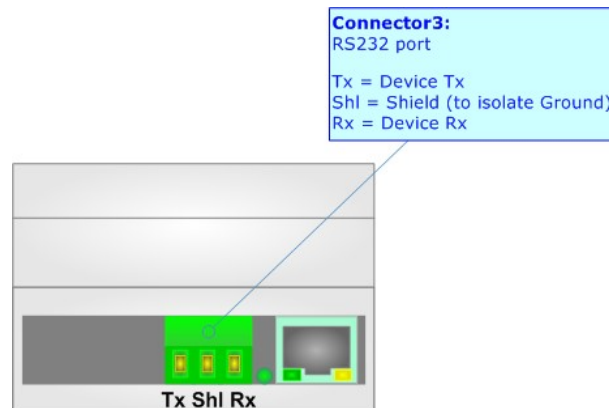 Connector3:
RS232 port
Tx = Device Tx
Shl = Shield (to isolate Ground)
Rx = Device Rx
Tx Shl Rx